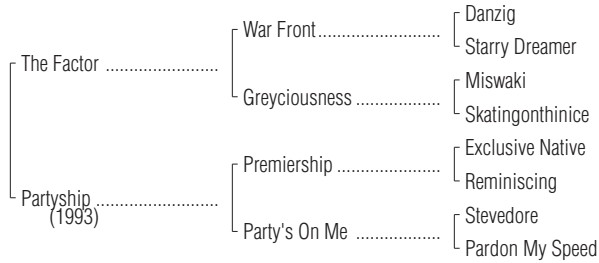 Danzig
War Front..........................
Starry Dreamer
The Factor ........................
Miswaki
Greyciousness ..................
Skatingonthinice
Exclusive Native
Premiership ......................
Reminiscing
Partyship ..........................
(1993)
Stevedore
Party's On Me ..................
Pardon My Speed